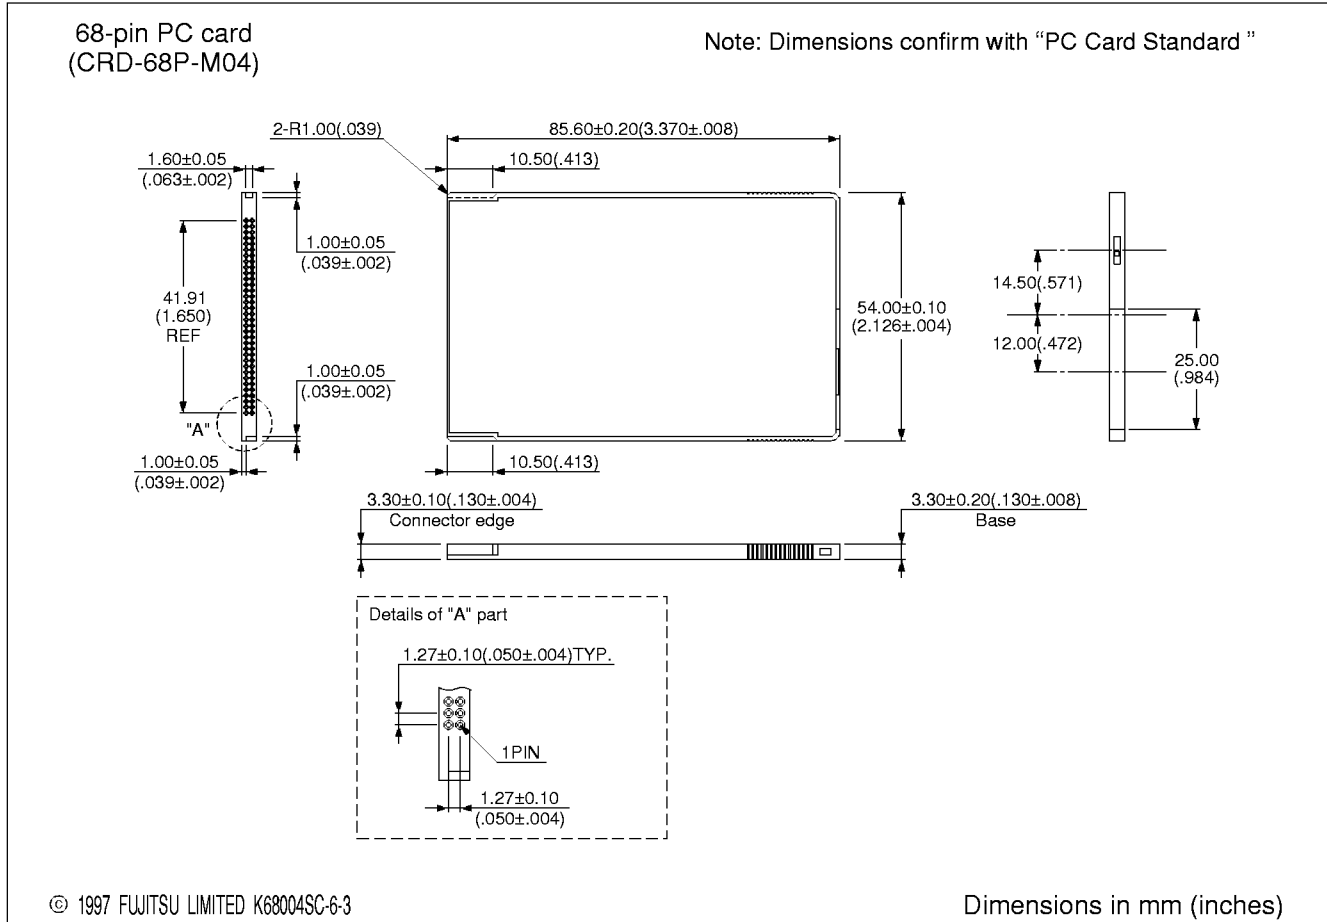 68-pin PC card
(CRD-68P-M04)
Note: Dimensions confirm with “PC Card Standard ”
2-R1.00(.039)
85.60±0.20(3.370±.008)
10.50(.413)
1.60±0.05
(.063±.002)
1.00±0.05
(.039±.002)
41.91
(1.650)
REF
1.00±0.05
(.039±.002)
"A"
1.00±0.05
(.039±.002)
10.50(.413)
54.00±0.10
(2.126±.004)
14.50(.571)
12.00(.472)
25.00
(.984)
3.30±0.10(.130±.004)
Connector edge
3.30±0.20(.130±.008)
Base
Details of "A" part
1.27±0.10(.050±.004)TYP.
1PIN
1.27±0.10
(.050±.004)
© 1997 FUJITSU LIMITED K68004SC-6-3
Dimensions in mm (inches)